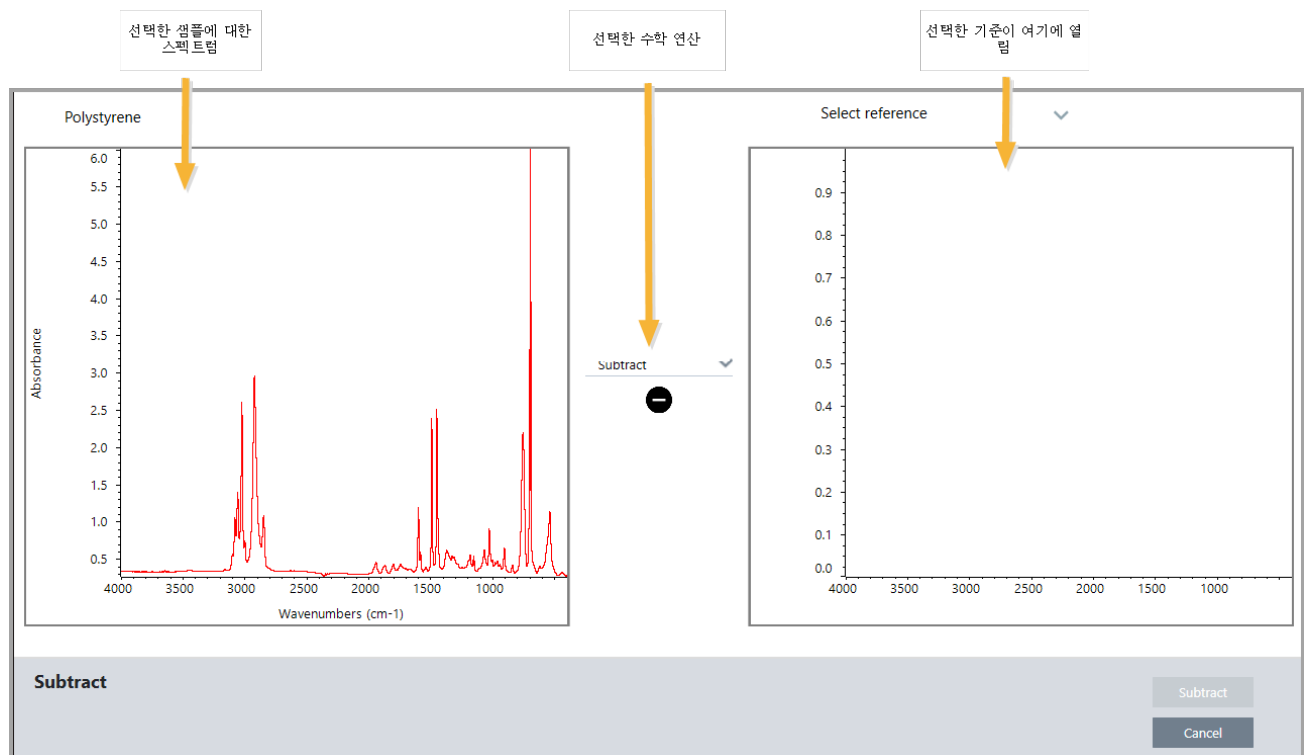 선택한 샘플에 대한
스펙트럼
선택한 수학 연산
선택한 기준이 여기에 열
림
Polystyrene
Select reference
6.0
5.5
5.0
4.5
4.0
3.5
3.0
2.5
2.0
1.5
1.0
0.5
Absorbance
4000 3500 3000 2500 2000 1500 1000
Wavenumbers (cm-1)
Subtract
0.9
0.8
0.7
0.6
0.5
0.4
0.3
0.2
0.1
0.0
4000 3500 3000 2500 2000 1500 1000
Subtract
Subtract
Cancel